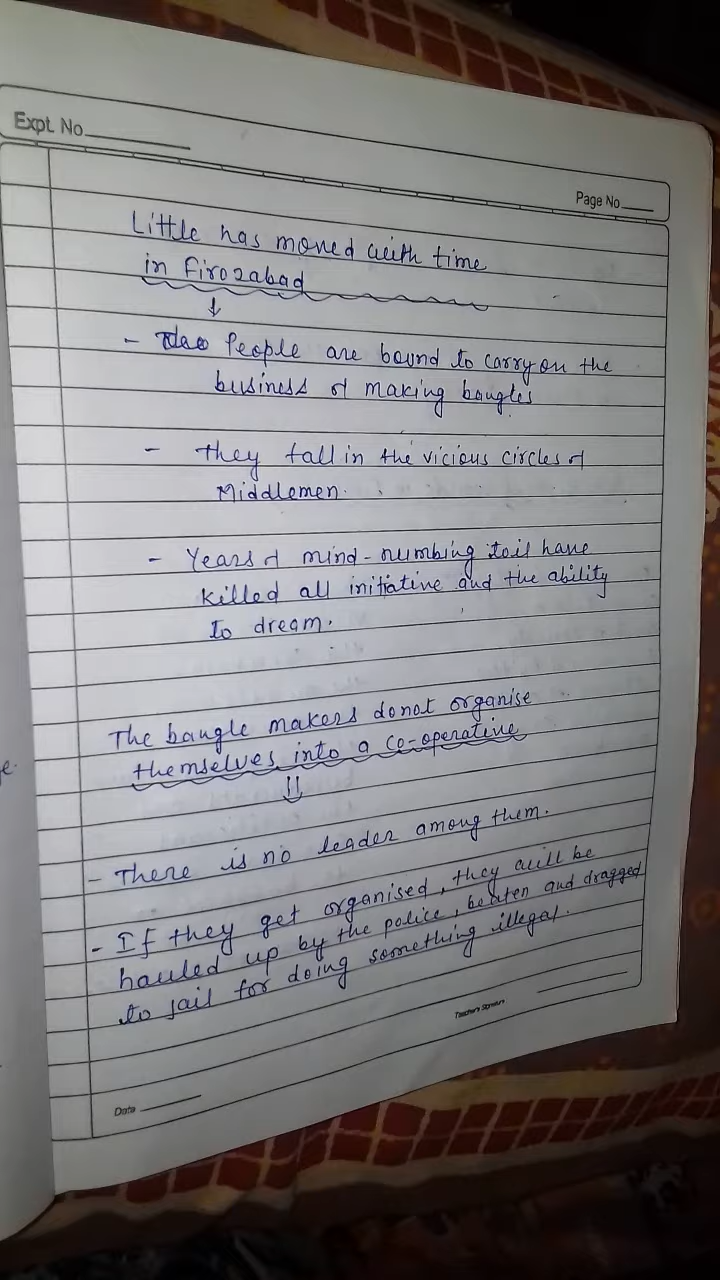 Expt. No.
Page No
Little has moved with time
in Firozabad
- People are bound to carry on the
business of making bangles
- They fall in the vicious circles of
Middlemen.
- Years of mind-numbing toil have
killed all initiative and the ability
to dream.
The bangle makers donot organise
themselves into a co-operative
- There is no leader among them.
- If they get organised, they will be
hauled up by the police, beaten and dragged
to jail for doing something illegal.
Date